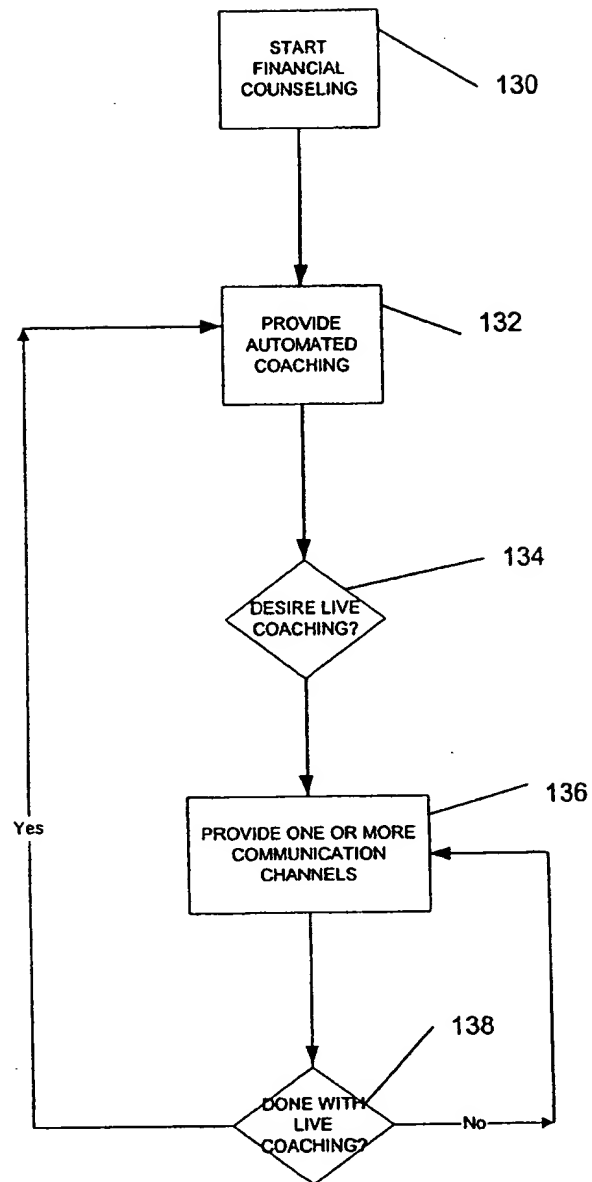 START
FINANCIAL
COUNSELING
130
PROVIDE
AUTOMATED
COACHING
132
134
DESIRE LIVE
COACHING?
136
PROVIDE ONE OR MORE
COMMUNICATION
CHANNELS
Yes
138
DONE WITH
LIVE
COACHING?
No